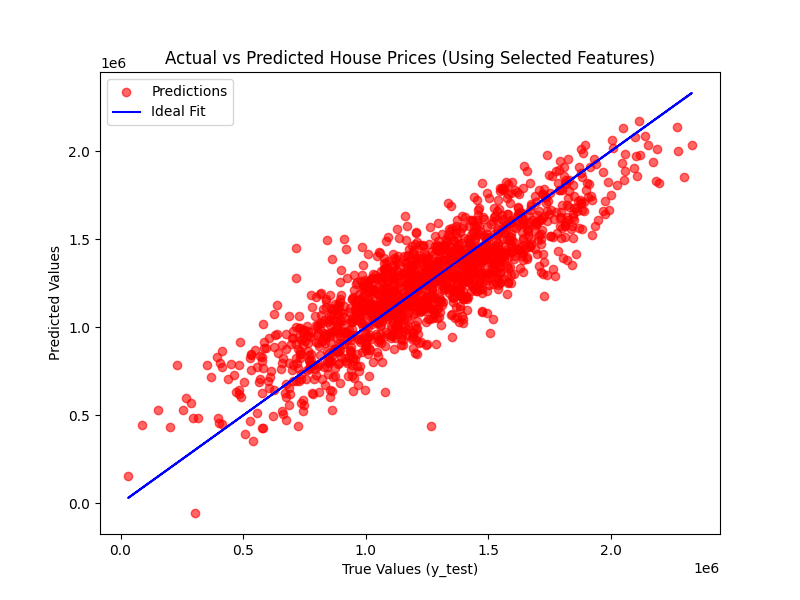 Actual vs Predicted House Prices (Using Selected Features)
1e6
Predictions
Ideal Fit
2.0
1.5
1.0
0.5
0.0
Predicted Values
0.0 0.5 1.0 1.5 2.0
1e6
True Values (y_test)